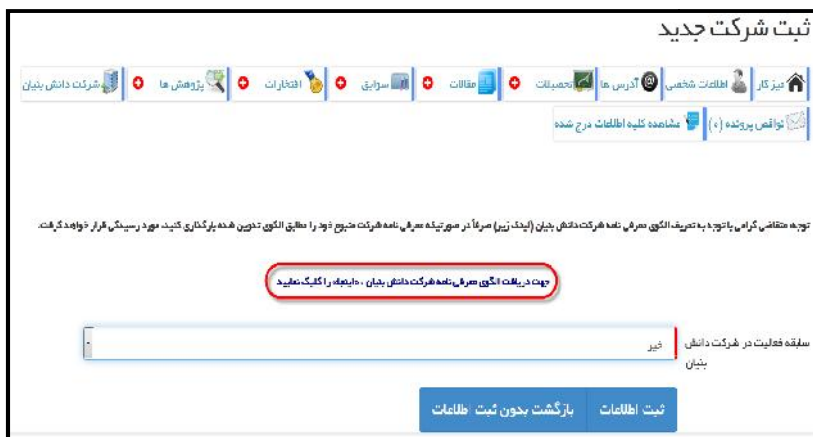 ثبت شرکت جدید
میز کار اطلاعات شخصی آدرس ها تحصیلات مقالات سوابق افتخارات پژوهش ها شرکت دانش بنیان
نواقص پرونده (۰) مشاهده کلیه اطلاعات درج شده
توجه: متقاضی گرامی با توجه به تعریف الگوی معرفی نامه شرکت دانش بنیان (لینک زیر) صرفاً در صورتیکه معرفی نامه شرکت متبوع خود را مطابق الگوی تدوین شده بارگذاری کنید، مورد رسیدگی قرار خواهد گرفت.
جهت دریافت الگوی معرفی نامه شرکت دانش بنیان ، «اینجا» را کلیک نمایید
سابقه فعالیت در شرکت دانش بنیان
خیر
ثبت اطلاعات بازگشت بدون ثبت اطلاعات